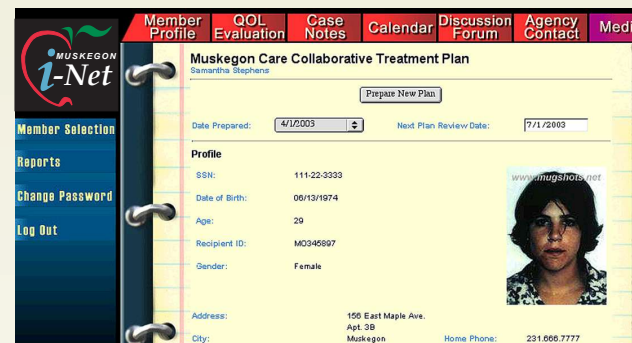 Member Profile
QOL Evaluation
Case Notes
Calendar
Discussion Forum
Agency Contact
Medi
MUSKEGON
i-Net
Member Selection
Reports
Change Password
Log Out
Muskegon Care Collaborative Treatment Plan
Samantha Stephens
Prepare New Plan
Date Prepared: 4/1/2003 Next Plan Review Date: 7/1/2003
Profile
SSN: 111-22-3333
www.mugshots.net
Date of Birth: 06/13/1974
Age: 29
Recipient ID: MO345897
Gender: Female
Address: 156 East Maple Ave.
Apt. 3B
City: Muskegon Home Phone: 231.666.7777